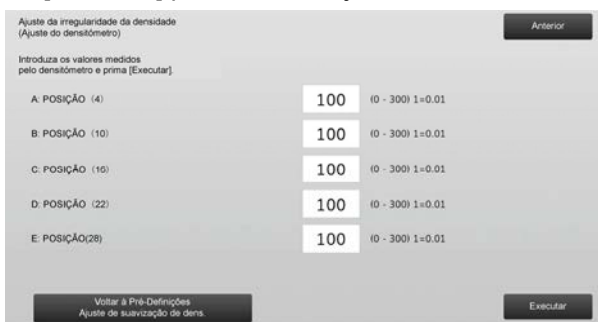 Ajuste da irregularidade da densidade
(Ajuste do densitómetro)
Anterior
Introduza os valores medidos
pelo densitómetro e prima [Executar].
A: POSIÇÃO (4) 100 (0 - 300) 1=0.01
B: POSIÇÃO (10) 100 (0 - 300) 1=0.01
C: POSIÇÃO (16) 100 (0 - 300) 1=0.01
D: POSIÇÃO (22) 100 (0 - 300) 1=0.01
E: POSIÇÃO(28) 100 (0 - 300) 1=0.01
Voltar à Pré-Definições
Ajuste de suavização de dens.
Executar